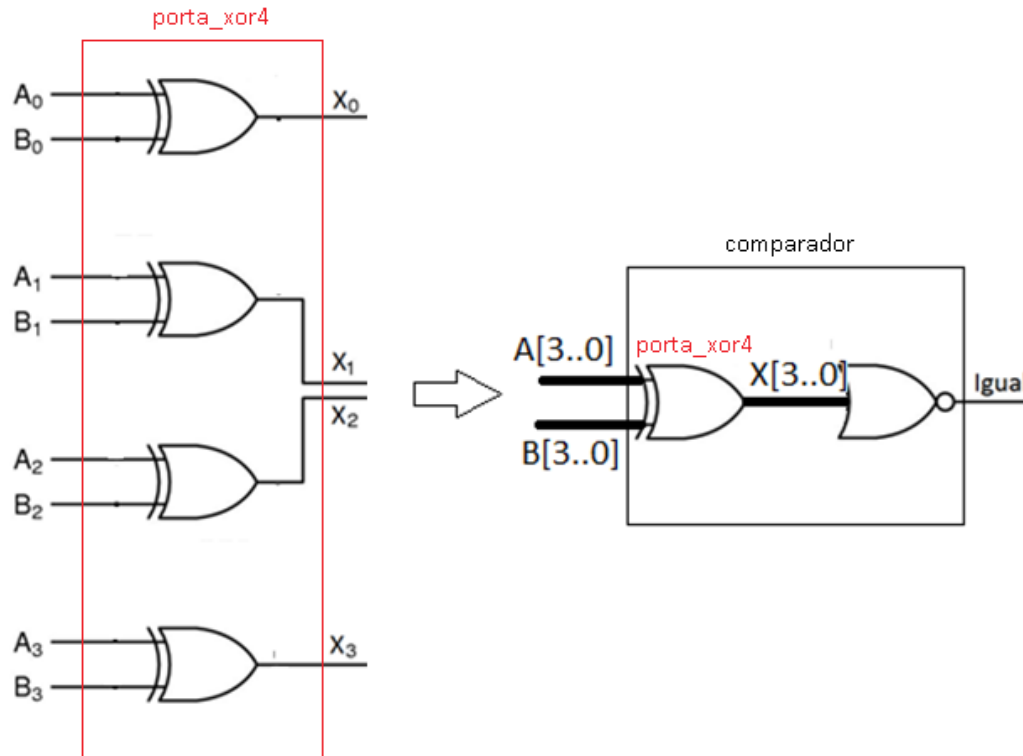 porta_xor4
A₀
B₀
X₀
A₁
B₁
X₁
X₂
A₂
B₂
A₃
B₃
X₃
comparador
porta_xor4
A[3..0]
X[3..0]
B[3..0]
Igual